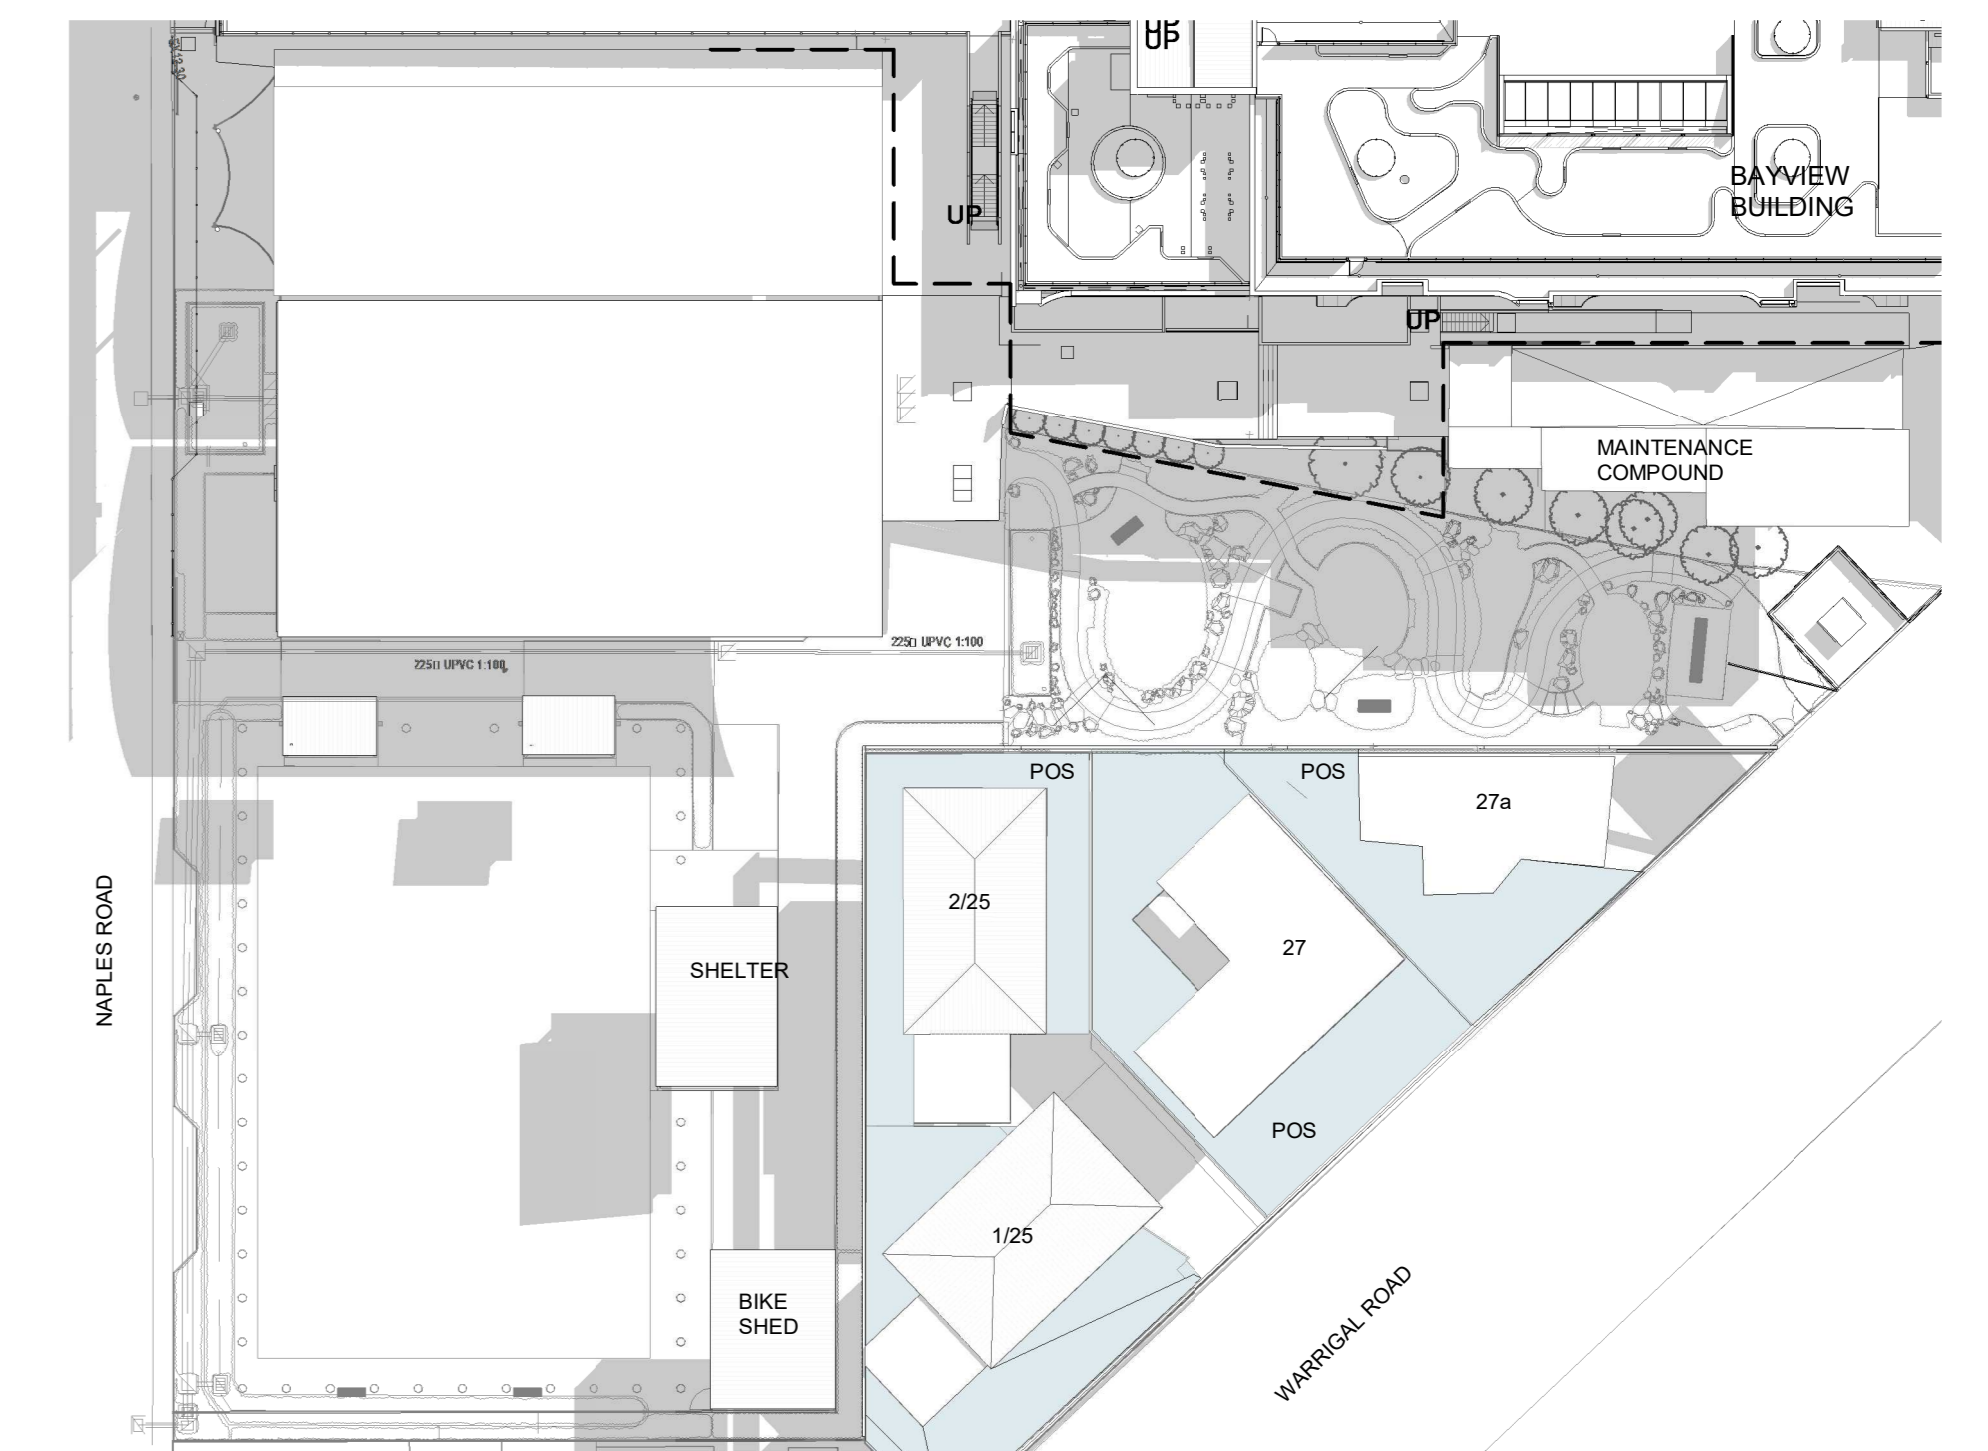 UP
UP
BAYVIEW
BUILDING
UP
UP
MAINTENANCE
COMPOUND
225▯ UPVC 1:100
225▯ UPVC 1:100
POS
POS
27a
2/25
27
NAPLES ROAD
SHELTER
POS
1/25
BIKE
SHED
WARRIGAL ROAD